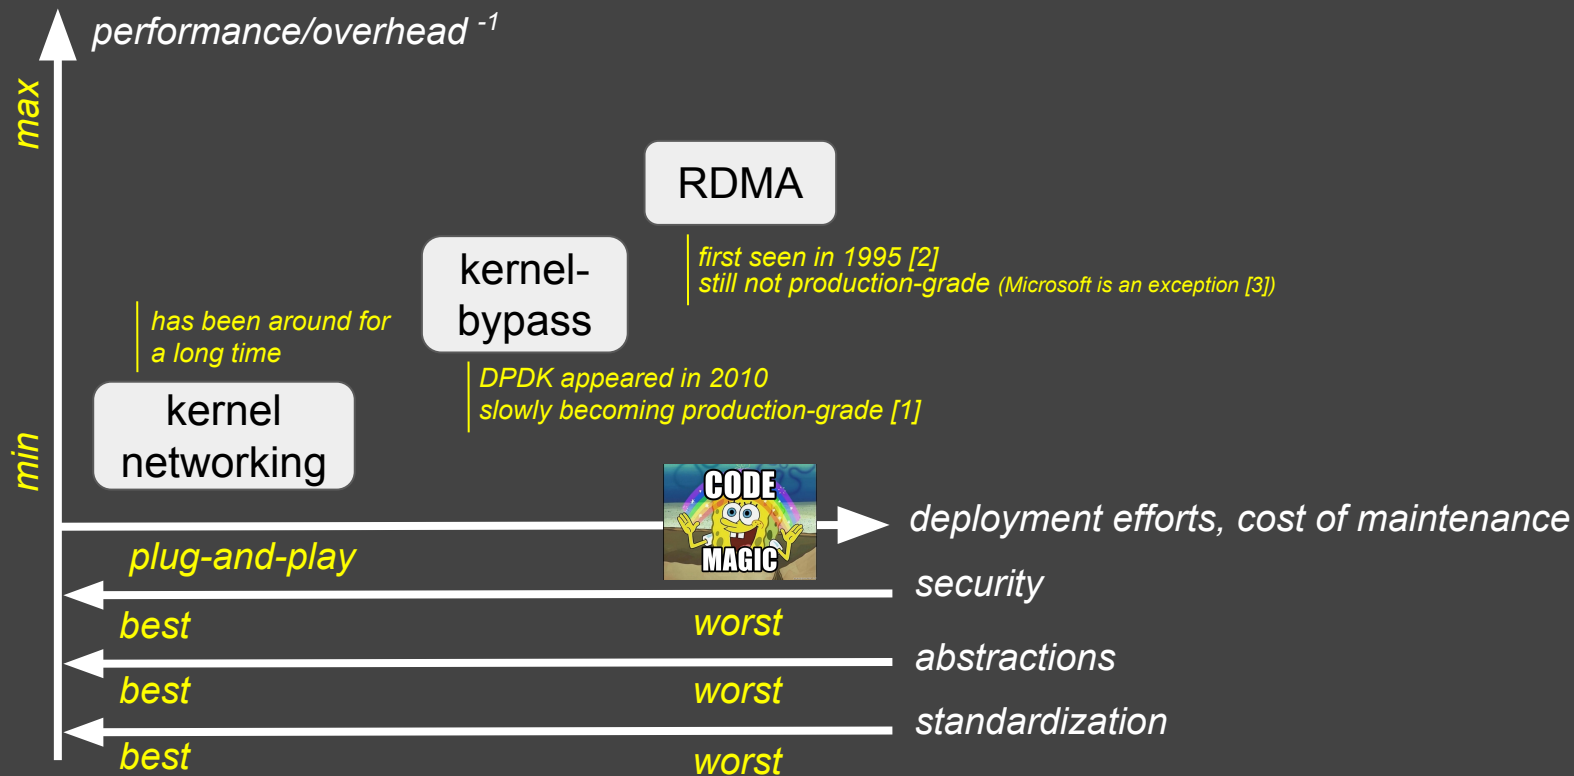 performance/overhead -1
max
RDMA
first seen in 1995 [2]
still not production-grade (Microsoft is an exception [3])
kernel-
bypass
DPDK appeared in 2010
slowly becoming production-grade [1]
has been around for
a long time
kernel
networking
min
CODE
MAGIC
deployment efforts, cost of maintenance
plug-and-play
security
best worst
abstractions
best worst
standardization
best worst